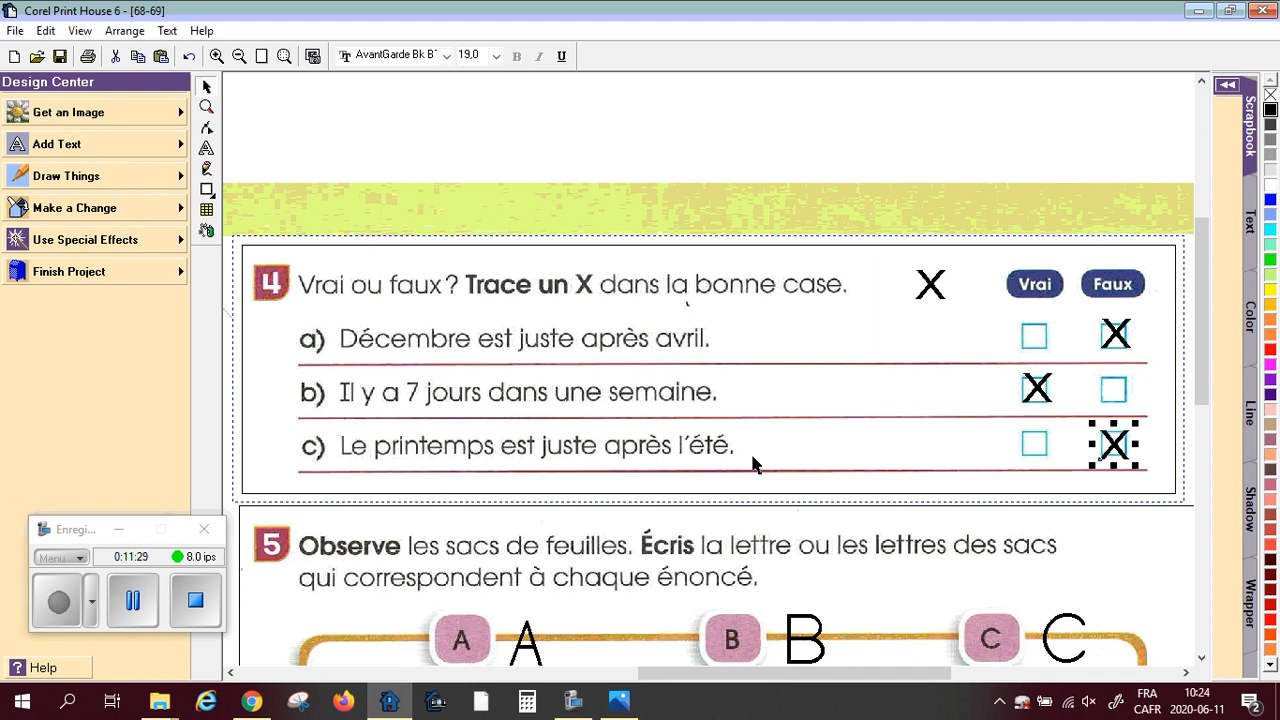 Corel Print House 6 - [68-69]
File Edit View Arrange Text Help
AvantGarde Bk BT 19,0 B I U
Design Center
Get an Image
Add Text
Draw Things
Make a Change
Use Special Effects
Finish Project
Help
Scrapbook
Text
Color
Line
Shadow
Wrapper
4 Vrai ou faux? Trace un X dans la bonne case. X Vrai Faux
a) Décembre est juste après avril. X
b) Il y a 7 jours dans une semaine. X
c) Le printemps est juste après l'été. X
5 Observe les sacs de feuilles. Écris la lettre ou les lettres des sacs
qui correspondent à chaque énoncé.
A A B B C C
Enregi...
Menu 0:11:29 8.0 ips
FRA 10:24
CAFR 2020-06-11 2